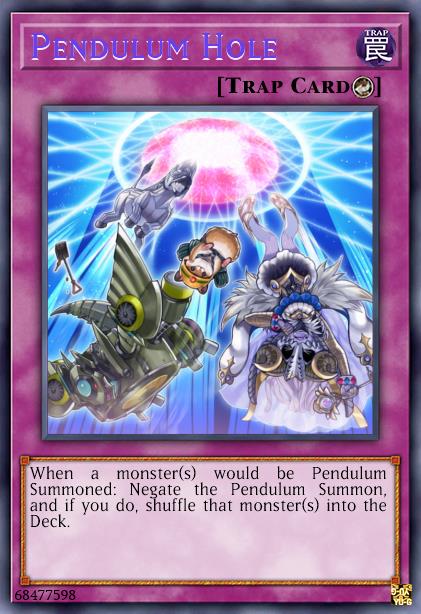 Pendulum Hole
TRAP
罠
[Trap Card]
When a monster(s) would be Pendulum
Summoned: Negate the Pendulum Summon,
and if you do, shuffle that monster(s) into the
Deck.
68477598